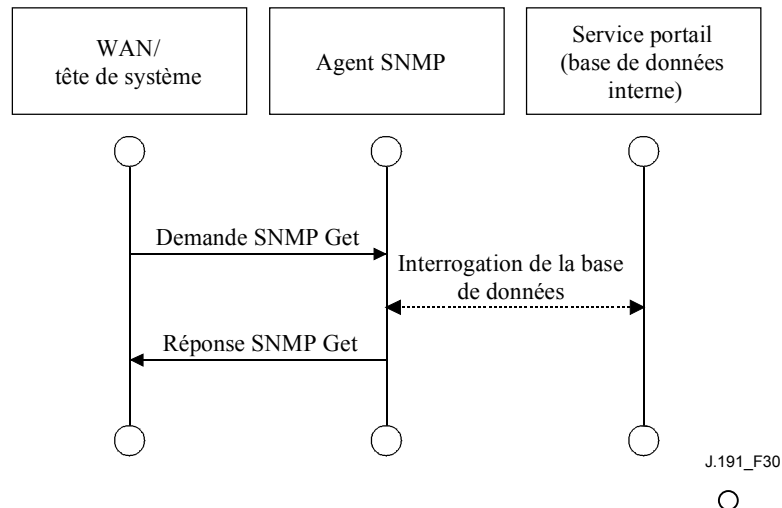 WAN/
tête de système
Agent SNMP
Service portail
(base de données
interne)
Demande SNMP Get
Interrogation de la base
de données
Réponse SNMP Get
J.191_F30